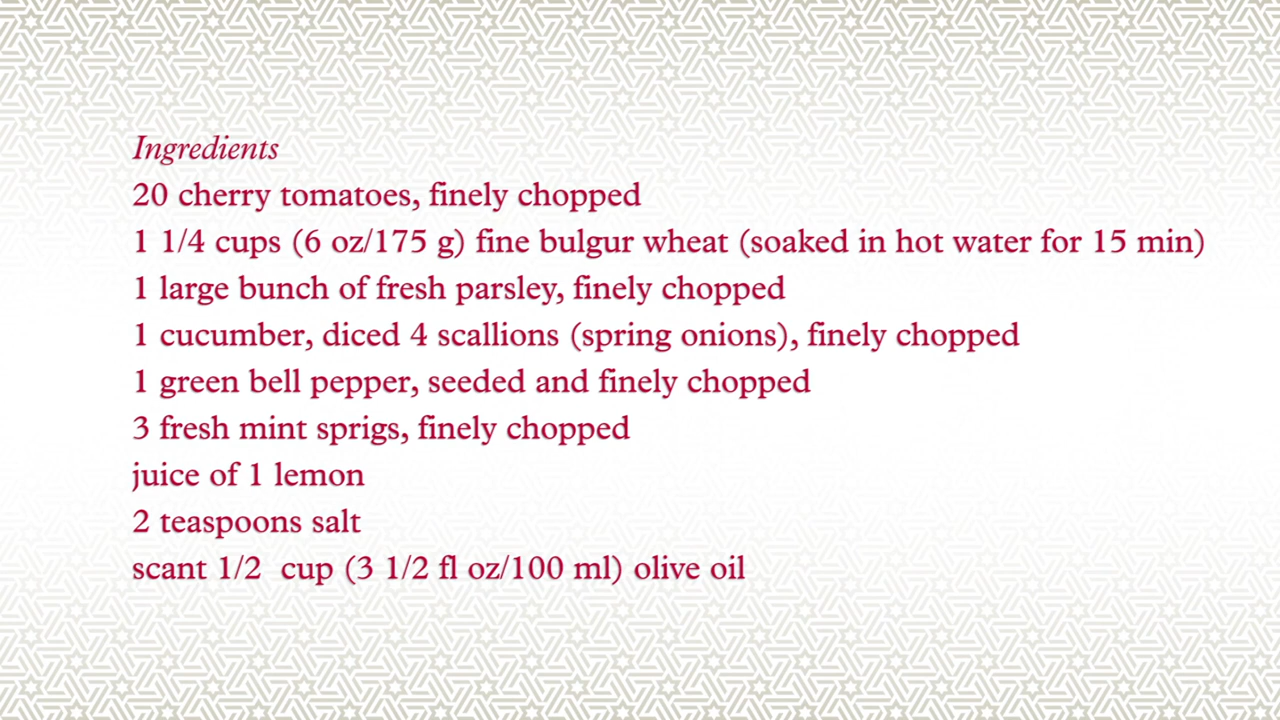 Ingredients
20 cherry tomatoes, finely chopped
1 1/4 cups (6 oz/175 g) fine bulgur wheat (soaked in hot water for 15 min)
1 large bunch of fresh parsley, finely chopped
1 cucumber, diced 4 scallions (spring onions), finely chopped
1 green bell pepper, seeded and finely chopped
3 fresh mint sprigs, finely chopped
juice of 1 lemon
2 teaspoons salt
scant 1/2  cup (3 1/2 fl oz/100 ml) olive oil